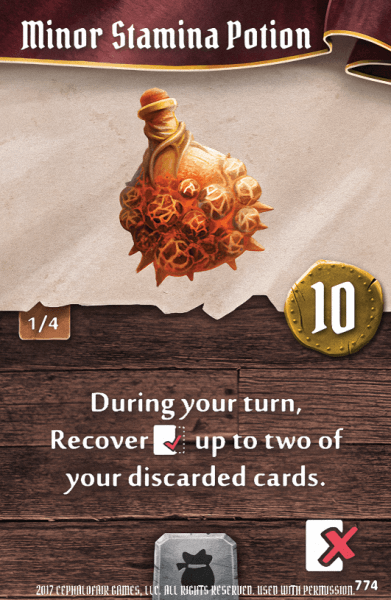 Minor Stamina Potion
1/4
10
During your turn,
Recover up to two of
your discarded cards.
2017 CEPHALOFAIR GAMES, LLC. ALL RIGHTS RESERVED. USED WITH PERMISSION.
774